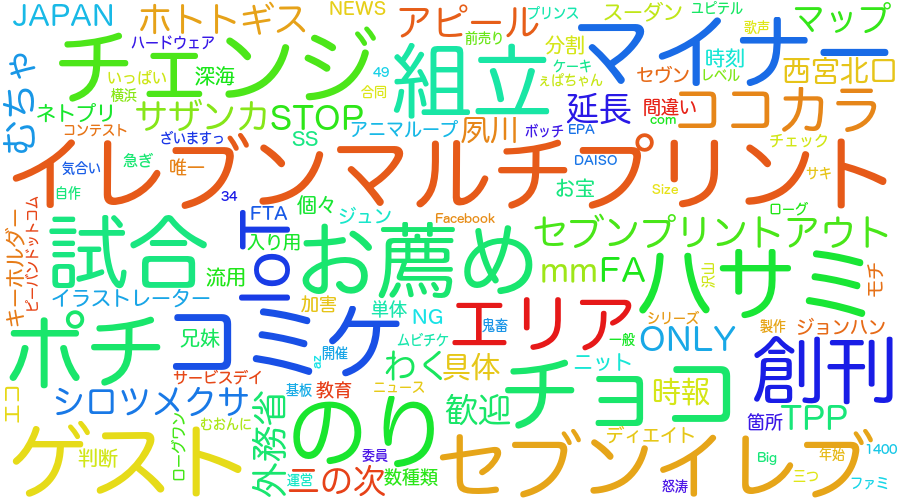 JAPAN
ホトトギス
NEWS
アピール
プリンス
スーダン
ユピテル
マップ
歌声
ハードウェア
前売り
分割
マイナー
チェンジ
組立
時刻
西宮北口
いっぱい
深海
49
ケーキ
セヴン
レベル
えばちゃん
むちゃ
横浜
合同
ネトプリ
サザンカ
STOP
延長
間違い
ココカラ
com
コンテスト
ざいますっ
SS
アニマループ
夙川
ボッチ
EPA
チェック
イレブンマルチプリント
気合い
急ぎ
唯一
DAISO
サキ
自作
34
個々
お宝
Size
FTA
ジュン
Facebook
ローグ
試合
IoT
入り用
お薦め
セブンプリントアウト
キーホルダー
ピーバンドットコム
流用
mm
FA
ハサミ
沢山
モチ
イラストレーター
加害
単体
NG
エリア
シリーズ
製作
ジョンハン
ポチ
兄妹
コミケ
鬼畜
ムビチケ
一般
ONLY
創刊
az
開催
わく
具体
ニット
サービスデイ
エコ
シロツメクサ
基板
教育
ニュース
チョコ
時報
外務省
のり
歓迎
箇所
TPP
ゲスト
ローグワン
むおんに
判断
委員
セブンイレブン
ディエイト
1400
運営
二の次
数種類
怒涛
Big
年始
三つ
ファミ